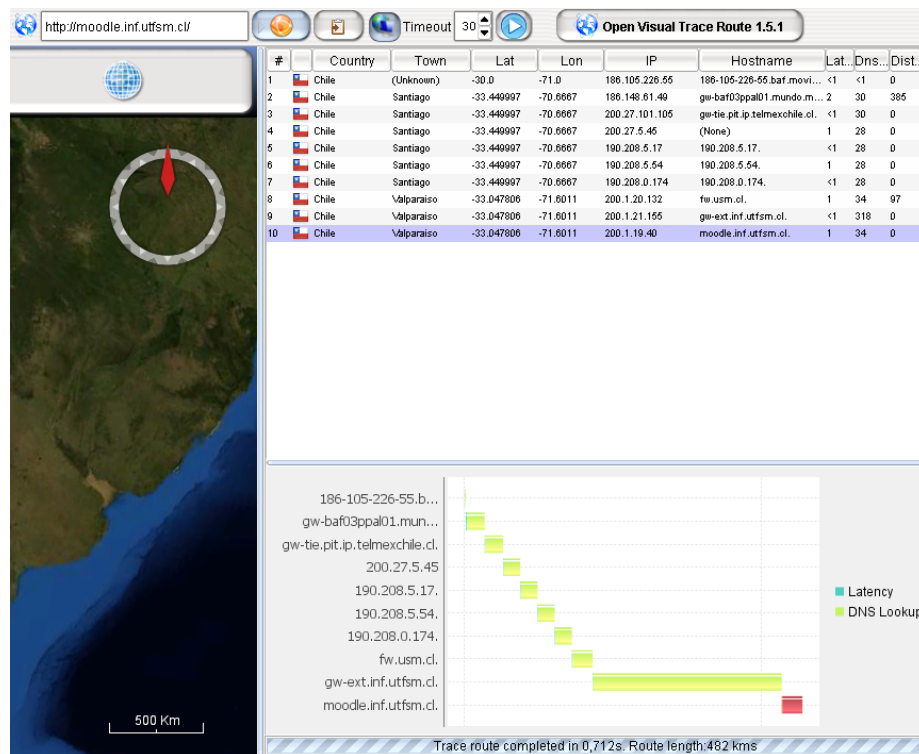 http://moodle.inf.utfsm.cl/ Timeout 30 Open Visual Trace Route 1.5.1
# Country Town Lat Lon IP Hostname Lat... Dns... Dist..
1 Chile (Unknown) -30.0 -71.0 186.105.226.55 186-105-226-55.baf.movi... <1 <1 0
2 Chile Santiago -33.449997 -70.6667 186.148.61.49 gw-baf03ppal01.mundo.m... 2 30 385
3 Chile Santiago -33.449997 -70.6667 200.27.101.105 gw-tie.pit.ip.telmexchile.cl. <1 30 0
4 Chile Santiago -33.449997 -70.6667 200.27.5.45 (None) 1 28 0
5 Chile Santiago -33.449997 -70.6667 190.208.5.17 190.208.5.17. <1 28 0
6 Chile Santiago -33.449997 -70.6667 190.208.5.54 190.208.5.54. 1 28 0
7 Chile Santiago -33.449997 -70.6667 190.208.0.174 190.208.0.174. <1 28 0
8 Chile Valparaiso -33.047806 -71.6011 200.1.20.132 fw.usm.cl. 1 34 97
9 Chile Valparaiso -33.047806 -71.6011 200.1.21.155 gw-ext.inf.utfsm.cl. <1 318 0
10 Chile Valparaiso -33.047806 -71.6011 200.1.19.40 moodle.inf.utfsm.cl. 1 34 0
186-105-226-55.b...
gw-baf03ppal01.mun...
gw-tie.pit.ip.telmexchile.cl.
200.27.5.45
190.208.5.17.
190.208.5.54.
190.208.0.174.
fw.usm.cl.
gw-ext.inf.utfsm.cl.
moodle.inf.utfsm.cl.
Latency
DNS Lookup
500 Km
Trace route completed in 0,712s. Route length:482 kms